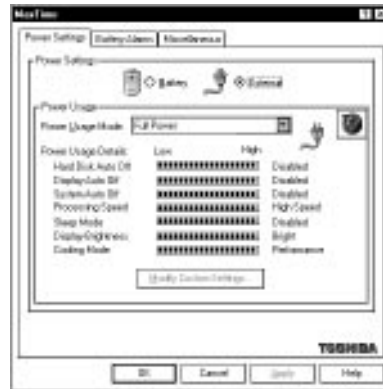 MaxTime
Power Settings Battery Alarm Miscellaneous
Power Setting
Battery External
Power Usage
Power Usage Mode: Full Power
Power Usage Details: Low High
Hard Disk Auto Off Disabled
Display Auto Off Disabled
System Auto Off Disabled
Processing Speed High Speed
Sleep Mode Disabled
Display Brightness Bright
Cooling Mode Performance
Modify Custom Settings...
TOSHIBA
OK Cancel Apply Help